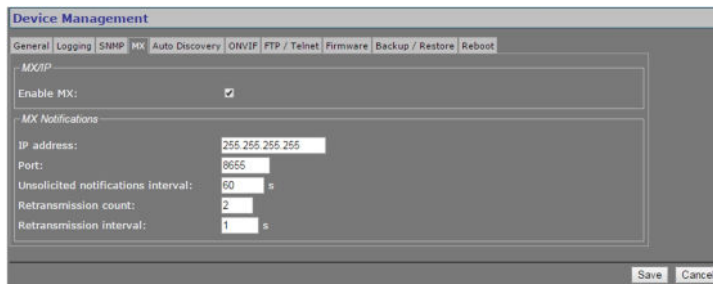 Device Management
General Logging SNMP MX Auto Discovery ONVIF FTP / Telnet Firmware Backup / Restore Reboot
MX/IP
Enable MX:
MX Notifications
IP address: 255.255.255.255
Port: 8655
Unsolicited notifications interval: 60 s
Retransmission count: 2
Retransmission interval: 1 s
Save Cancel